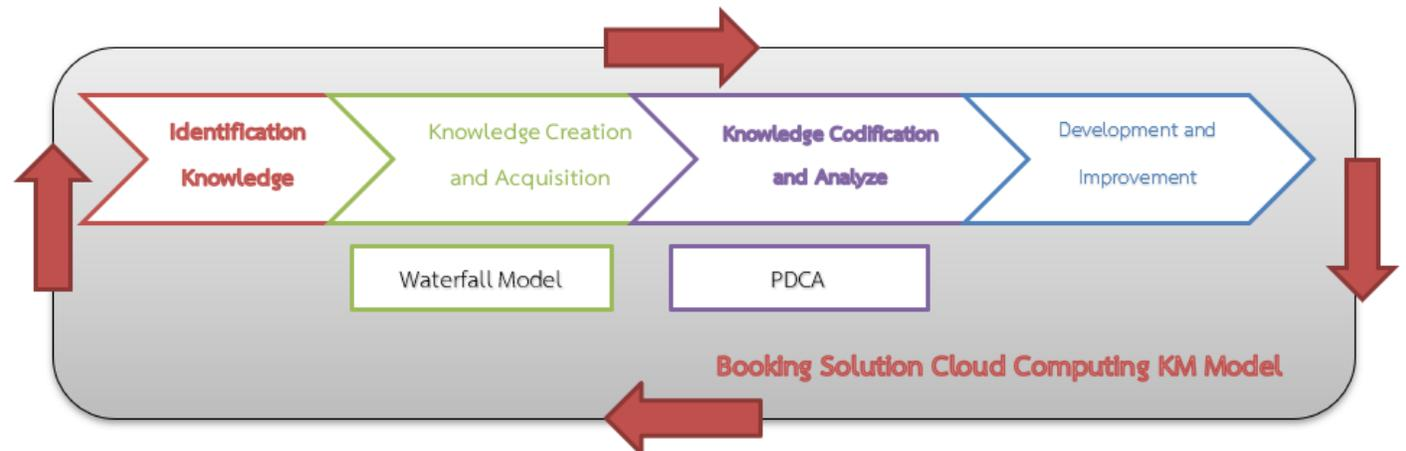 Identification
Knowledge
Knowledge Creation
and Acquisition
Knowledge Codification
and Analyze
Development and
Improvement
Waterfall Model
PDCA
Booking Solution Cloud Computing KM Model